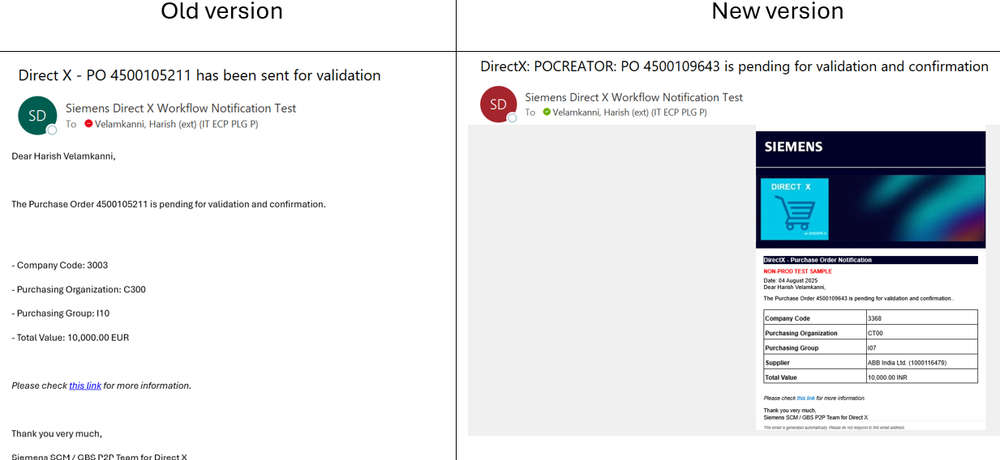 Old version
Direct X - PO 4500105211 has been sent for validation
SD
Siemens Direct X Workflow Notification Test
To Velamkanni, Harish (ext) (IT ECP PLG P)
Dear Harish Velamkanni,
The Purchase Order 4500105211 is pending for validation and confirmation.
- Company Code: 3003
- Purchasing Organization: C300
- Purchasing Group: I10
- Total Value: 10,000.00 EUR
Please check this link for more information.
Thank you very much,
Siemens SCM / GBS P2P Team for Direct X
New version
DirectX: POCREATOR: PO 4500109643 is pending for validation and confirmation
SD
Siemens Direct X Workflow Notification Test
To Velamkanni, Harish (ext) (IT ECP PLG P)
SIEMENS
DIRECT X
DirectX - Purchase Order Notification
NON-PROD TEST SAMPLE
Date: 04 August 2025
Dear Harish Velamkanni,
The Purchase Order 4500109643 is pending for validation and confirmation..
Company Code 3368
Purchasing Organization CT00
Purchasing Group I07
Supplier ABB India Ltd. (1000116479)
Total Value 10,000.00 INR
Please check this link for more information.
Thank you very much,
Siemens SCM / GBS P2P Team for Direct X
This email is generated automatically. Please do not respond to this email address.